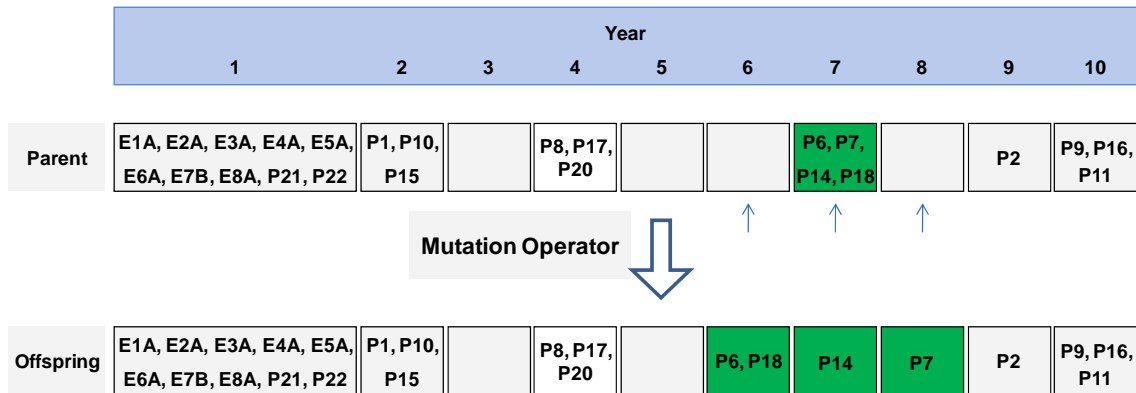 Year
1 2 3 4 5 6 7 8 9 10
Parent
E1A, E2A, E3A, E4A, E5A,
E6A, E7B, E8A, P21, P22
P1, P10,
P15
P8, P17,
P20
P6, P7,
P14, P18
P2
P9, P16,
P11
Mutation Operator
Offspring
E1A, E2A, E3A, E4A, E5A,
E6A, E7B, E8A, P21, P22
P1, P10,
P15
P8, P17,
P20
P6, P18
P14
P7
P2
P9, P16,
P11